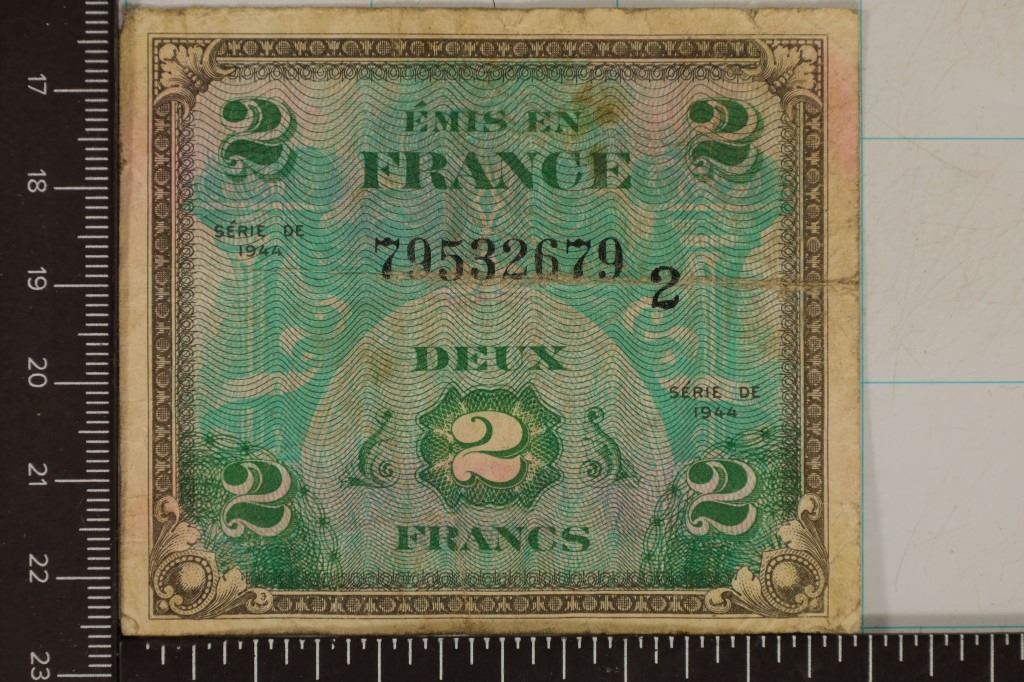 2 ÉMIS EN 2
FRANCE
SÉRIE DE
1944
79532679 2
DEUX
SÉRIE DE
1944
2
2 2
FRANCS
3
17
18
19
20
21
22
23